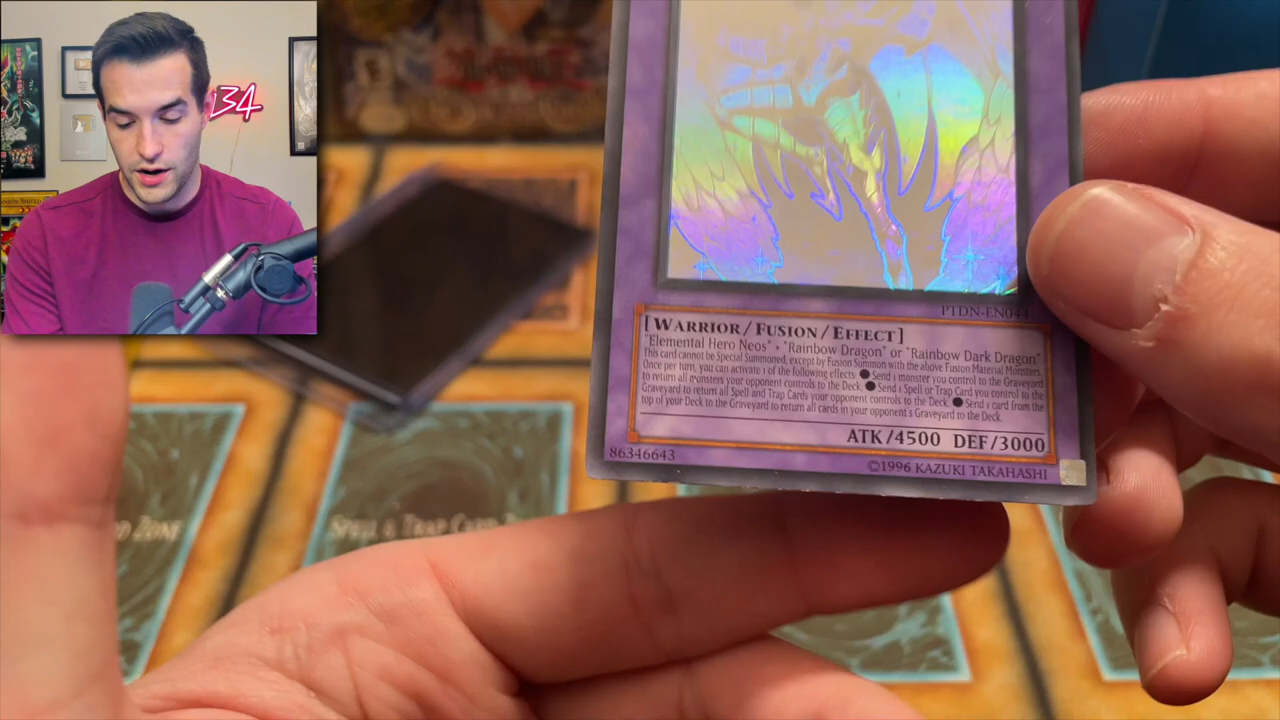 34
PTDN-EN044
[WARRIOR/FUSION/EFFECT]
"Elemental Hero Neos" + "Rainbow Dragon" or "Rainbow Dark Dragon"
This card cannot be Special Summoned, except by Fusion Summon with the above Fusion Material Monsters.
Once per turn, you can activate 1 of the following effects: ● Send 1 monster you control to the Graveyard
to return all monsters your opponent controls to the Deck. ● Send 1 Spell or Trap Card you control to the
Graveyard to return all Spell and Trap Cards your opponent controls to the Deck. ● Send 1 card from the
top of your Deck to the Graveyard to return all cards in your opponent's Graveyard to the Deck.
ATK/4500 DEF/3000
86346643
©1996 KAZUKI TAKAHASHI
ZONE
SPELL & TRAP CARD